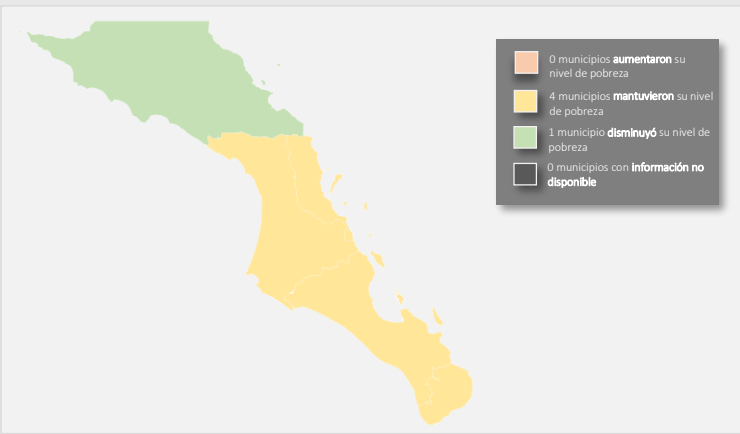 0 municipios aumentaron su
nivel de pobreza
4 municipios mantuvieron su nivel
de pobreza
1 municipio disminuyó su nivel de
pobreza
0 municipios con información no
disponible